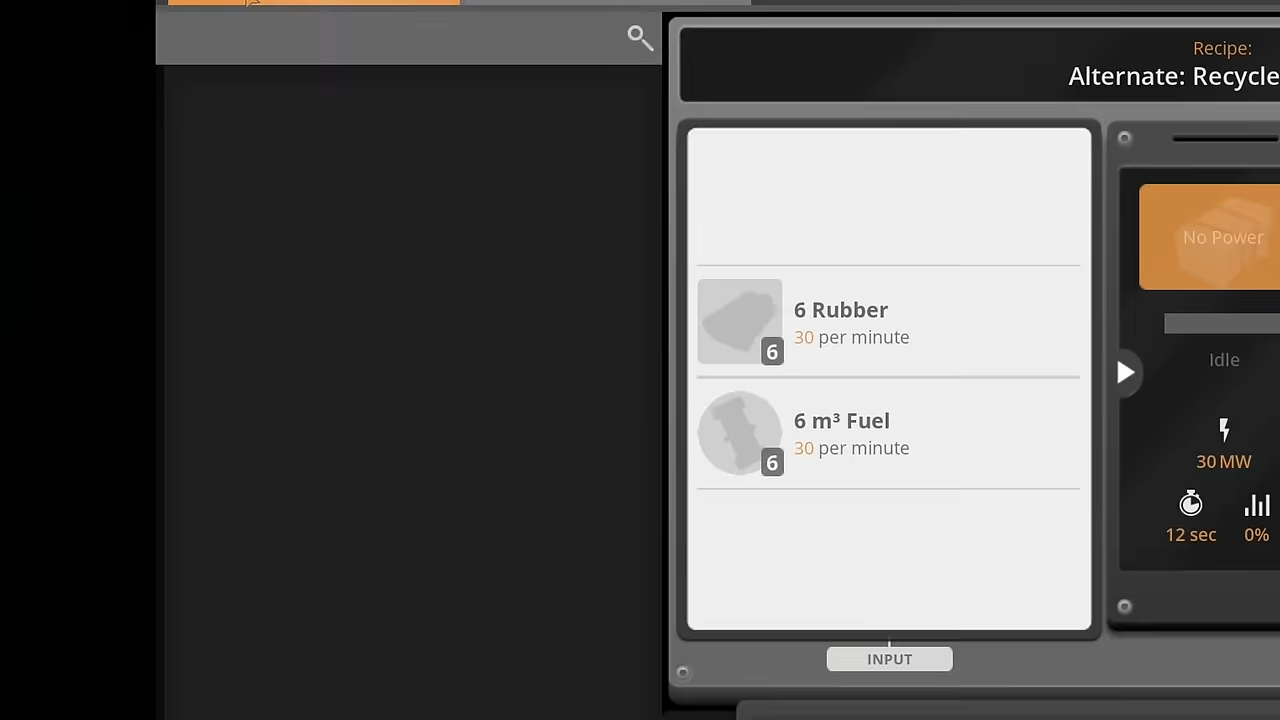 Recipe:
Alternate: Recycle
No Power
6 Rubber
30 per minute
6
Idle
6 m³ Fuel
30 per minute
6
30 MW
12 sec
0%
INPUT